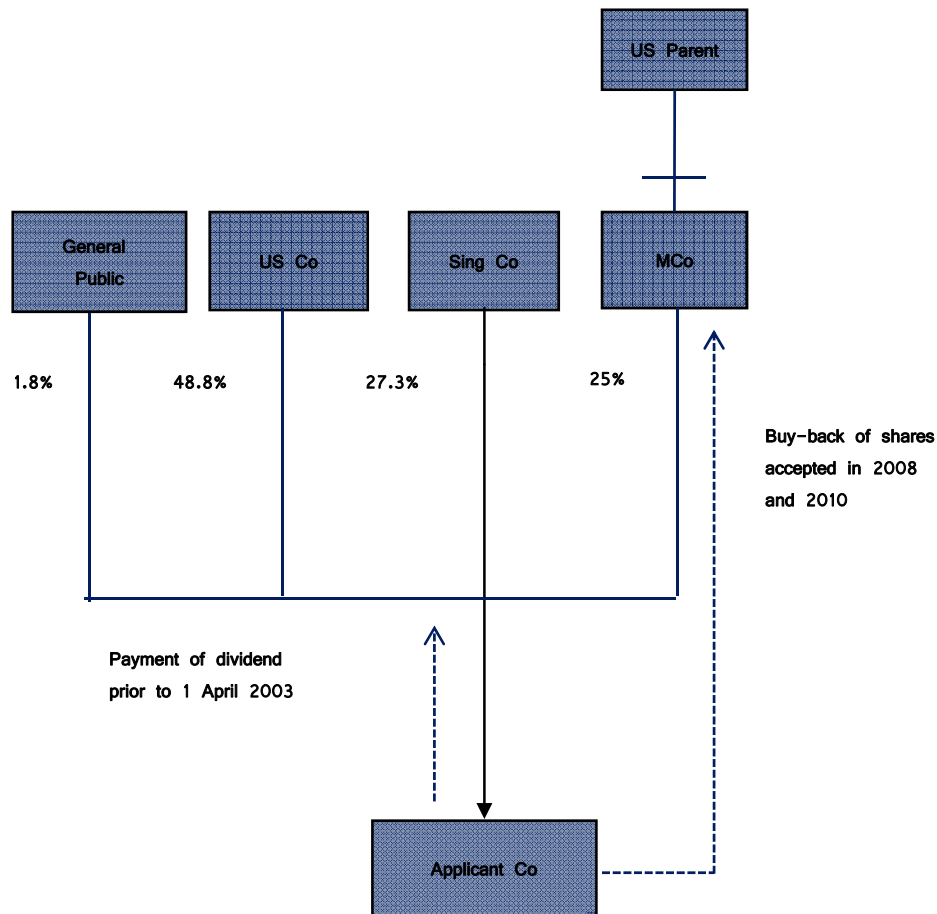 US Parent
General
Public
US Co
Sing Co
MCo
1.8%
48.8%
27.3%
25%
Buy-back of shares
accepted in 2008
and 2010
Payment of dividend
prior to 1 April 2003
Applicant Co